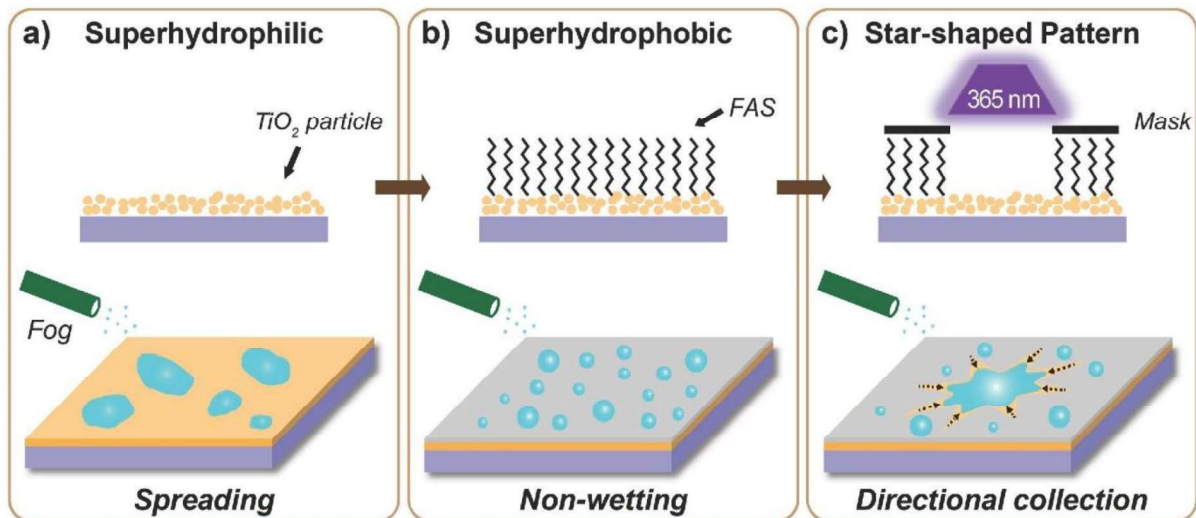 a) Superhydrophilic
TiO₂ particle
Fog
Spreading
b) Superhydrophobic
FAS
Non-wetting
c) Star-shaped Pattern
365 nm
Mask
Directional collection